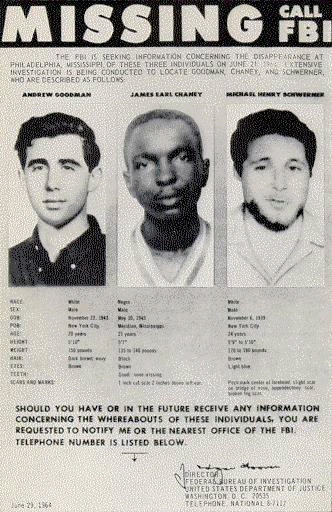 MISSING CALL FBI
THE FBI IS SEEKING INFORMATION CONCERNING THE DISAPPEARANCE AT
PHILADELPHIA, MISSISSIPPI, OF THESE THREE INDIVIDUALS ON JUNE 21, 1964. EXTENSIVE
INVESTIGATION IS BEING CONDUCTED TO LOCATE GOODMAN, CHANEY, AND SCHWERNER,
WHO ARE DESCRIBED AS FOLLOWS:
ANDREW GOODMAN JAMES EARL CHANEY MICHAEL HENRY SCHWERNER
RACE: White Negro White
SEX: Male Male Male
DOB: November 23, 1943 May 30, 1943 November 6, 1939
POB: New York City Meridian, Mississippi New York City
AGE: 20 years 21 years 24 years
HEIGHT: 5'10" 5'7" 5'9" to 5'10"
WEIGHT: 150 pounds 135 to 140 pounds 170 to 180 pounds
HAIR: Dark brown; wavy Black Brown
EYES: Brown Brown Light blue
TEETH: Good: none missing
SCARS AND MARKS: 1 inch cut scar 2 inches above left ear. Pock mark center of forehead, slight scar
on bridge of nose, appendectomy scar,
broken leg scar.
SHOULD YOU HAVE OR IN THE FUTURE RECEIVE ANY INFORMATION
CONCERNING THE WHEREABOUTS OF THESE INDIVIDUALS, YOU ARE
REQUESTED TO NOTIFY ME OR THE NEAREST OFFICE OF THE FBI.
TELEPHONE NUMBER IS LISTED BELOW.
DIRECTOR
FEDERAL BUREAU OF INVESTIGATION
UNITED STATES DEPARTMENT OF JUSTICE
WASHINGTON, D. C. 20535
TELEPHONE, NATIONAL 8-7117
June 29, 1964